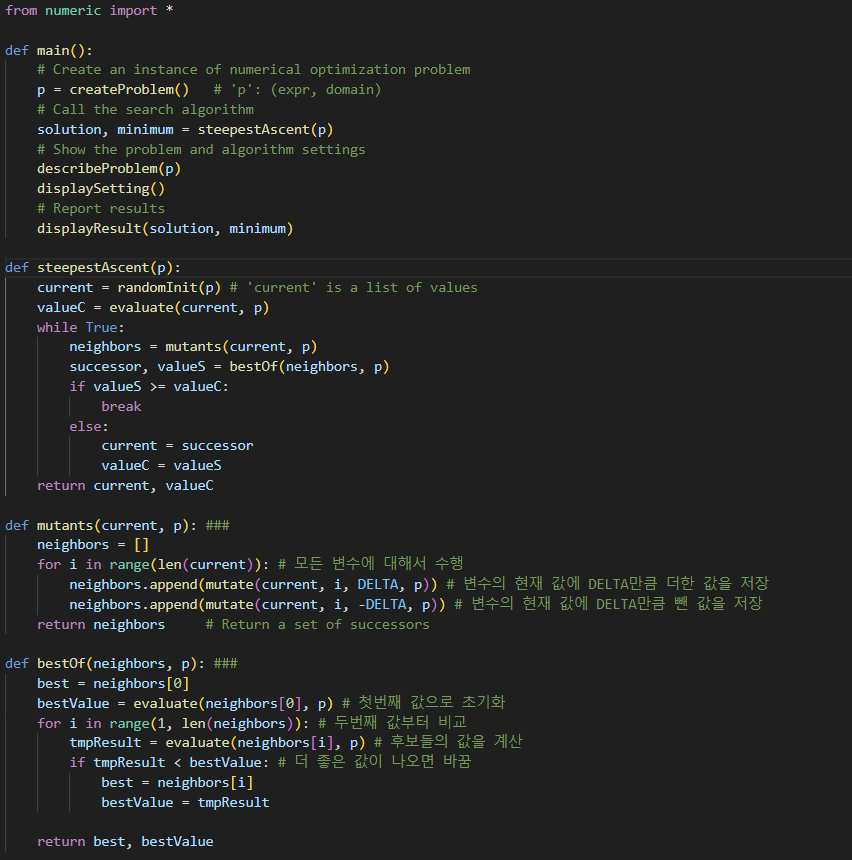 from numeric import *

def main():
    # Create an instance of numerical optimization problem
    p = createProblem()   # 'p': (expr, domain)
    # Call the search algorithm
    solution, minimum = steepestAscent(p)
    # Show the problem and algorithm settings
    describeProblem(p)
    displaySetting()
    # Report results
    displayResult(solution, minimum)

def steepestAscent(p):
    current = randomInit(p) # 'current' is a list of values
    valueC = evaluate(current, p)
    while True:
        neighbors = mutants(current, p)
        successor, valueS = bestOf(neighbors, p)
        if valueS >= valueC:
            break
        else:
            current = successor
            valueC = valueS
    return current, valueC

def mutants(current, p): ###
    neighbors = []
    for i in range(len(current)): # 모든 변수에 대해서 수행
        neighbors.append(mutate(current, i, DELTA, p)) # 변수의 현재 값에 DELTA만큼 더한 값을 저장
        neighbors.append(mutate(current, i, -DELTA, p)) # 변수의 현재 값에 DELTA만큼 뺀 값을 저장
    return neighbors     # Return a set of successors

def bestOf(neighbors, p): ###
    best = neighbors[0]
    bestValue = evaluate(neighbors[0], p) # 첫번째 값으로 초기화
    for i in range(1, len(neighbors)): # 두번째 값부터 비교
        tmpResult = evaluate(neighbors[i], p) # 후보들의 값을 계산
        if tmpResult < bestValue: # 더 좋은 값이 나오면 바꿈
            best = neighbors[i]
            bestValue = tmpResult

    return best, bestValue